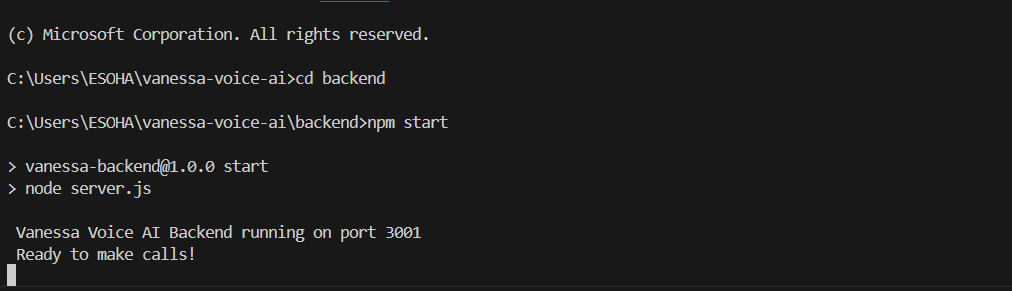 (c) Microsoft Corporation. All rights reserved.
C:\Users\ESOHA\vanessa-voice-ai>cd backend
C:\Users\ESOHA\vanessa-voice-ai\backend>npm start
> vanessa-backend@1.0.0 start
> node server.js
Vanessa Voice AI Backend running on port 3001
Ready to make calls!